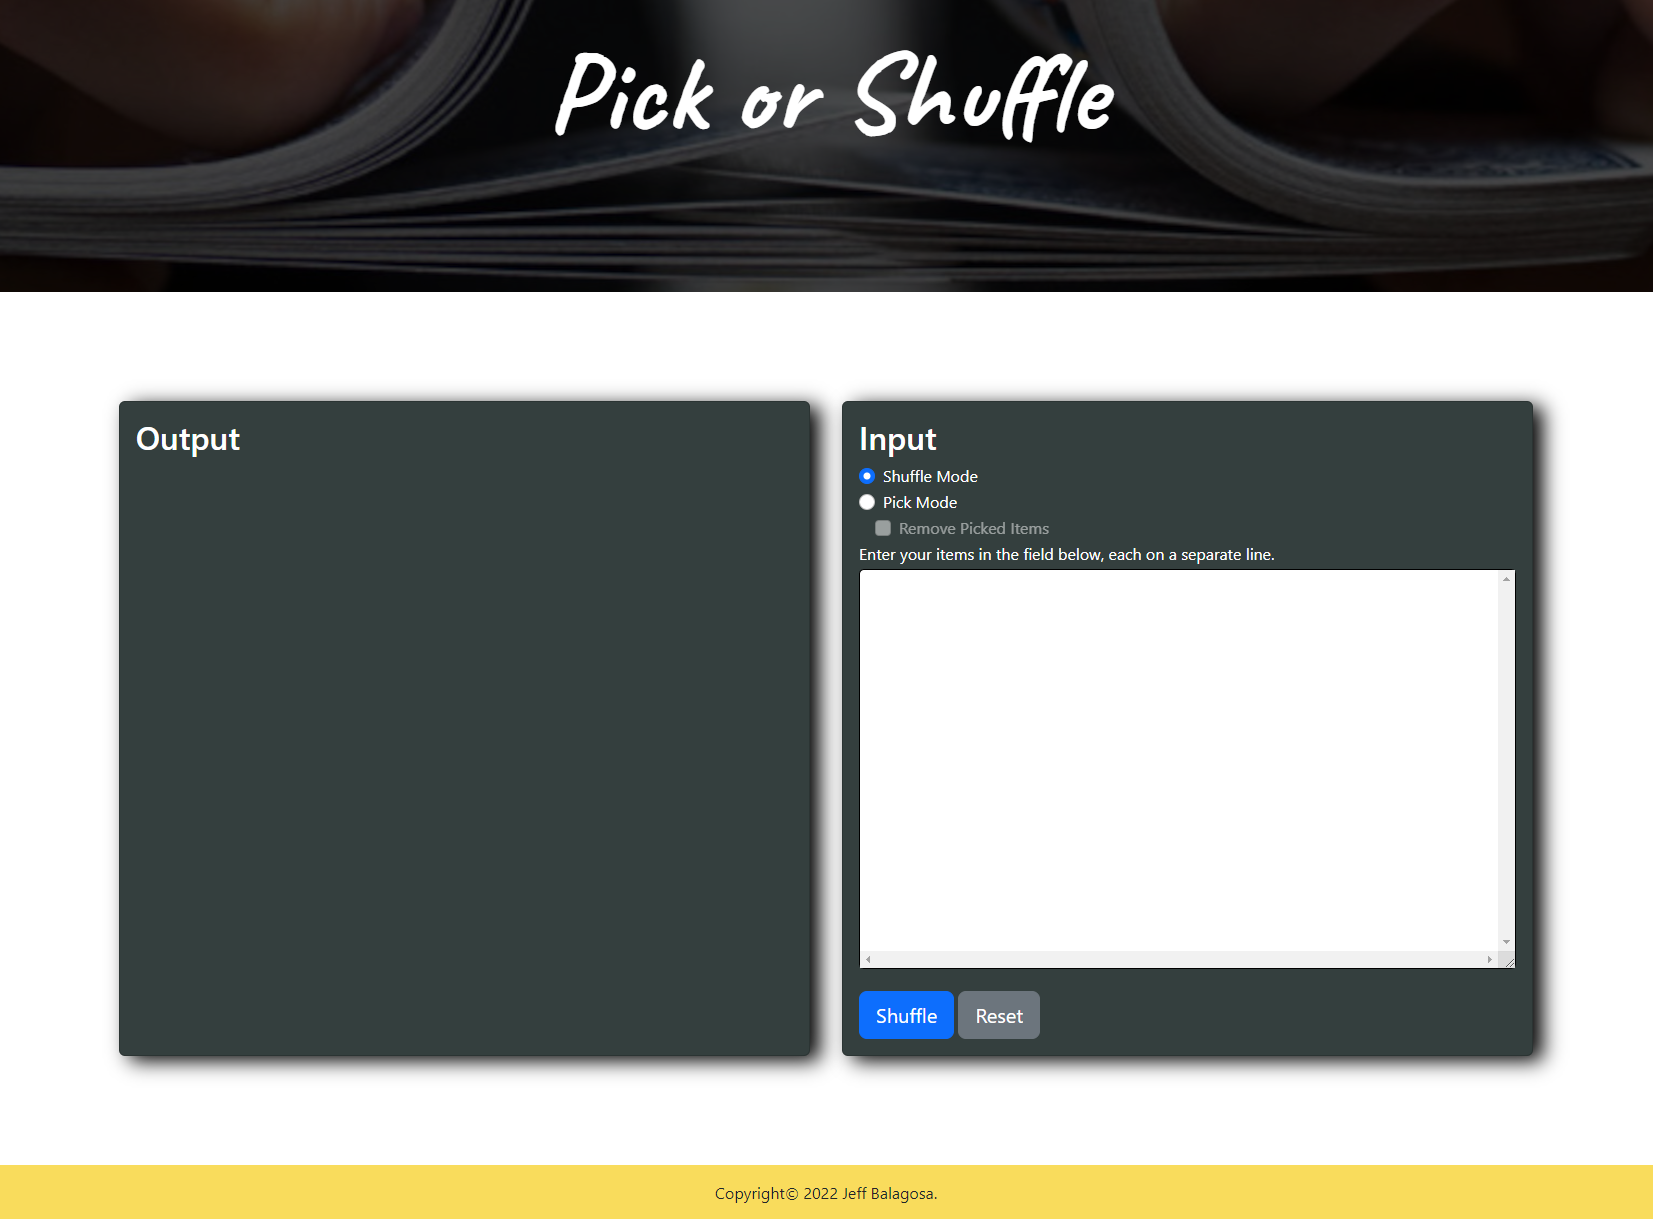 Pick or Shuffle
Output
Input
Shuffle Mode
Pick Mode
Remove Picked Items
Enter your items in the field below, each on a separate line.
Shuffle
Reset
Copyright© 2022 Jeff Balagosa.